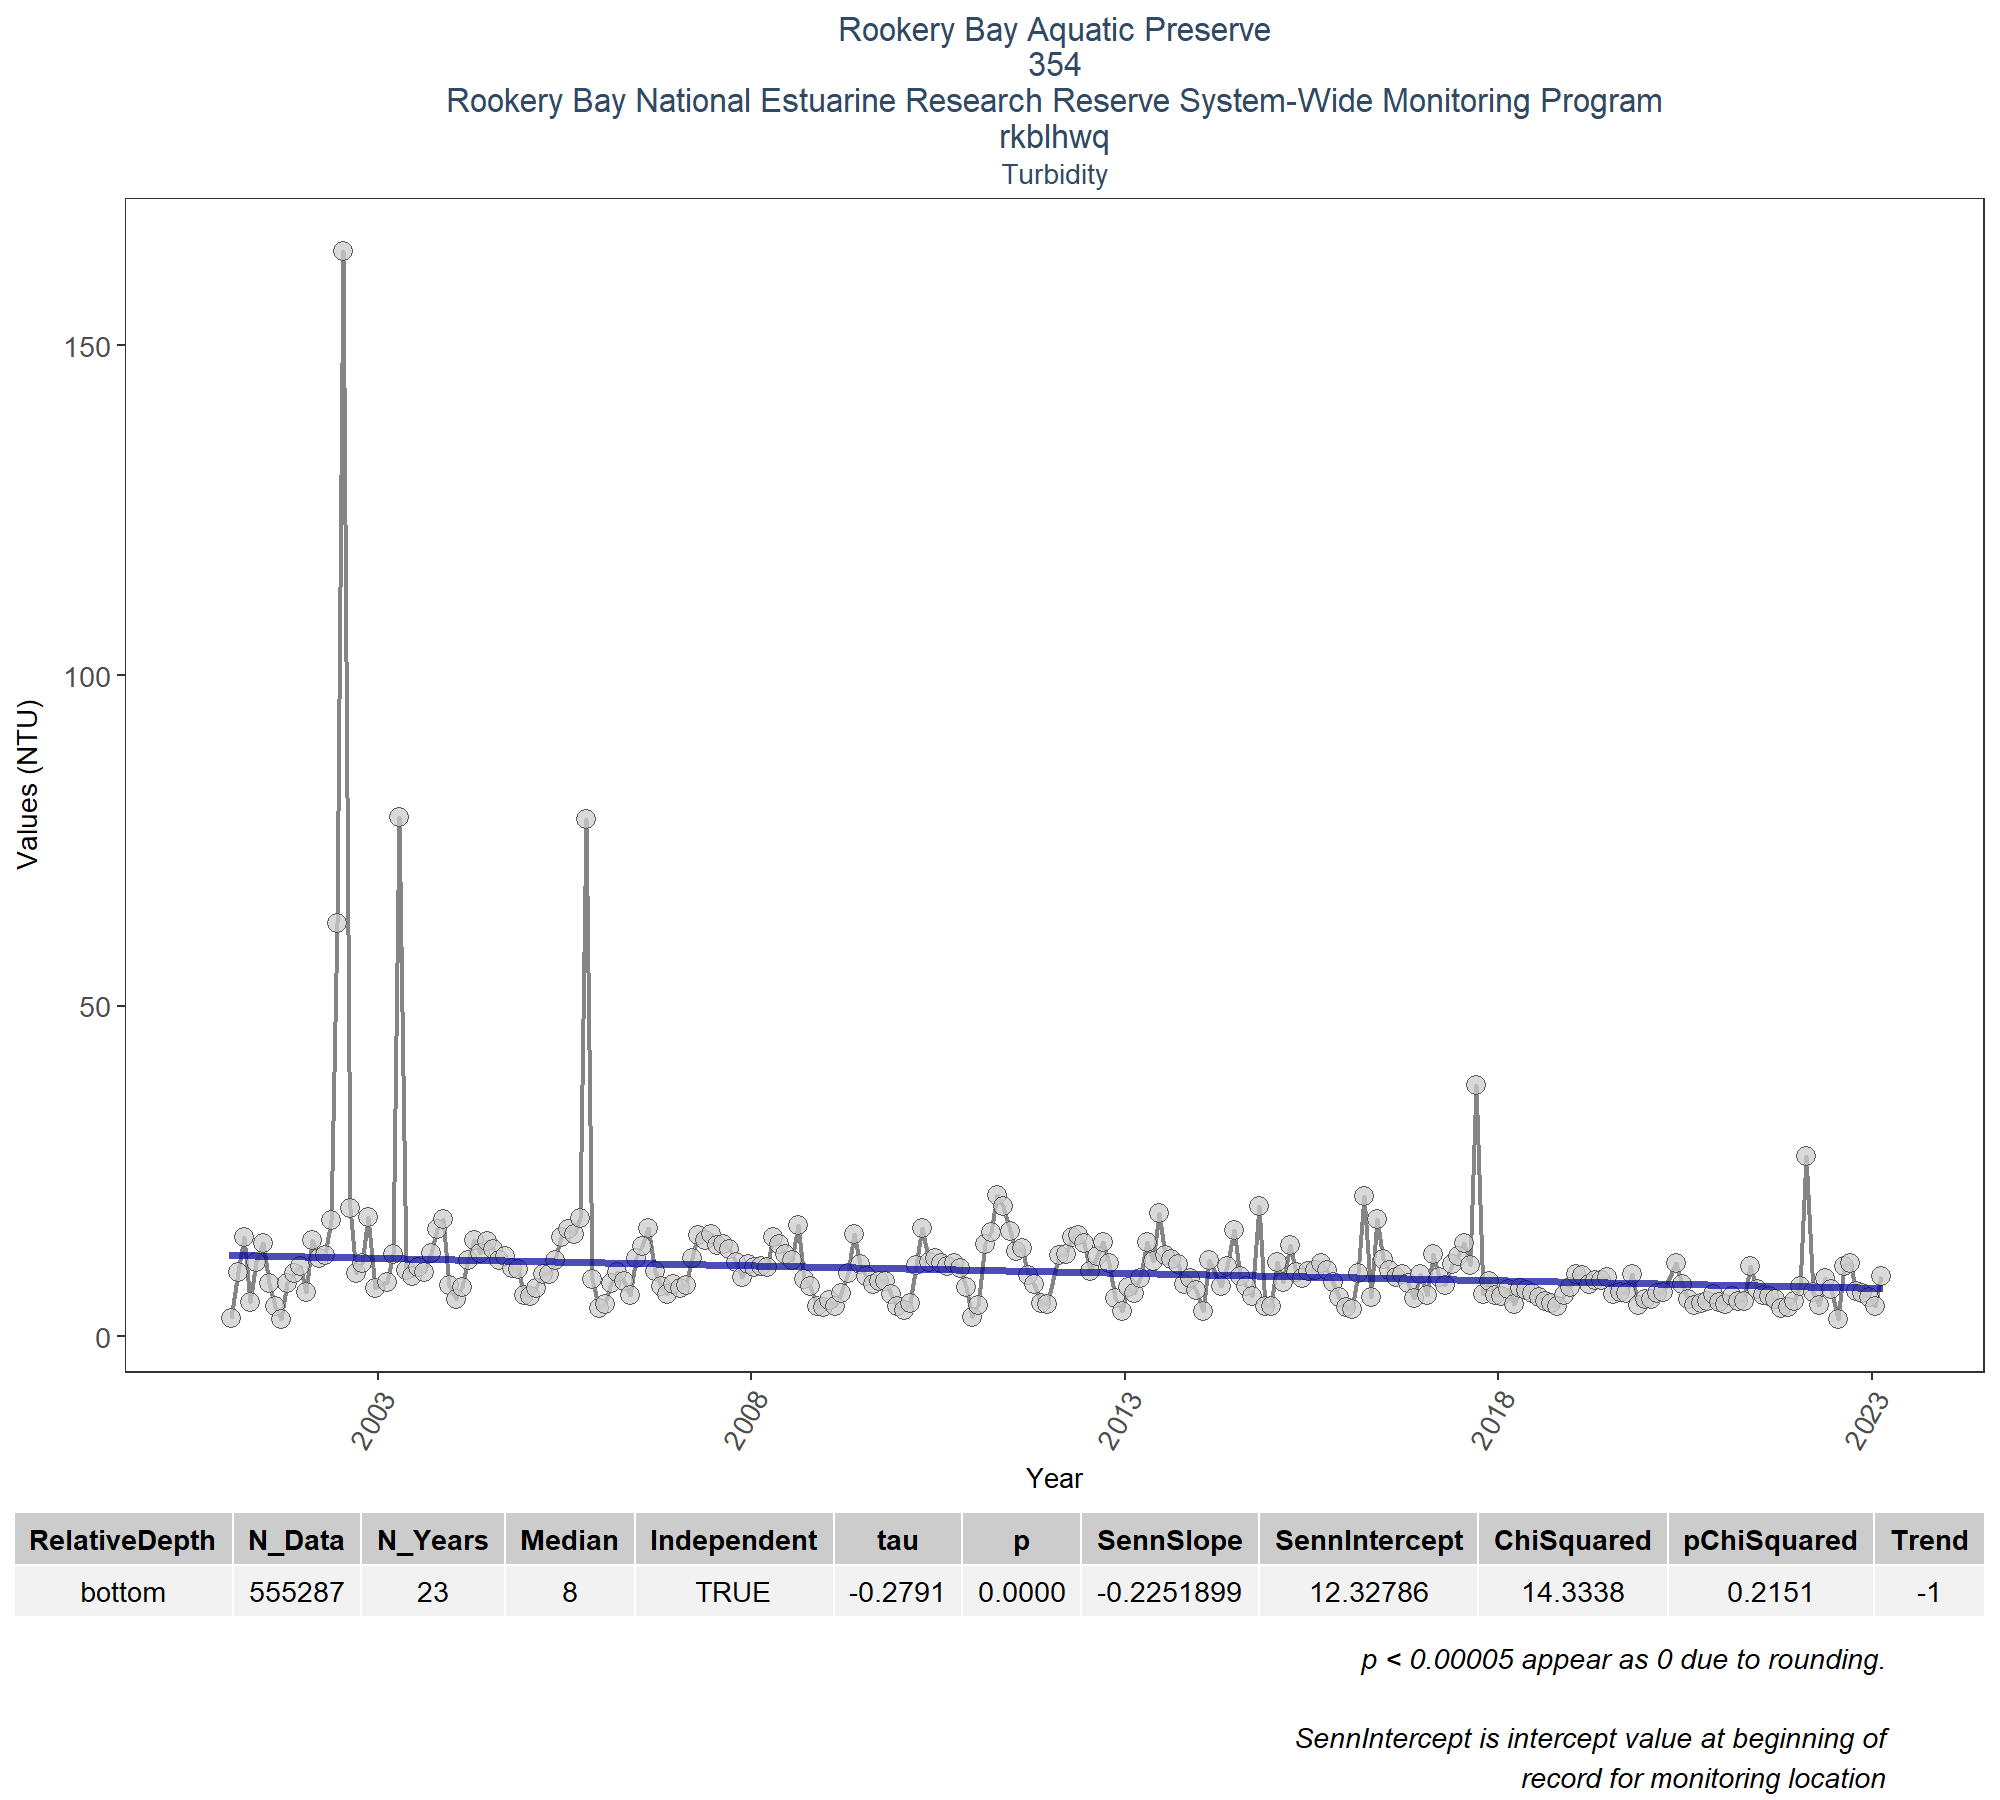 Rookery Bay Aquatic Preserve
354
Rookery Bay National Estuarine Research Reserve System-Wide Monitoring Program
rkblhwq
Turbidity
Values (NTU)
150
100
50
0
2003 2008 2013 2018 2023
Year
RelativeDepth N_Data N_Years Median Independent tau p SennSlope SennIntercept ChiSquared pChiSquared Trend
bottom 555287 23 8 TRUE -0.2791 0.0000 -0.2251899 12.32786 14.3338 0.2151 -1
p < 0.00005 appear as 0 due to rounding.
SennIntercept is intercept value at beginning of
record for monitoring location